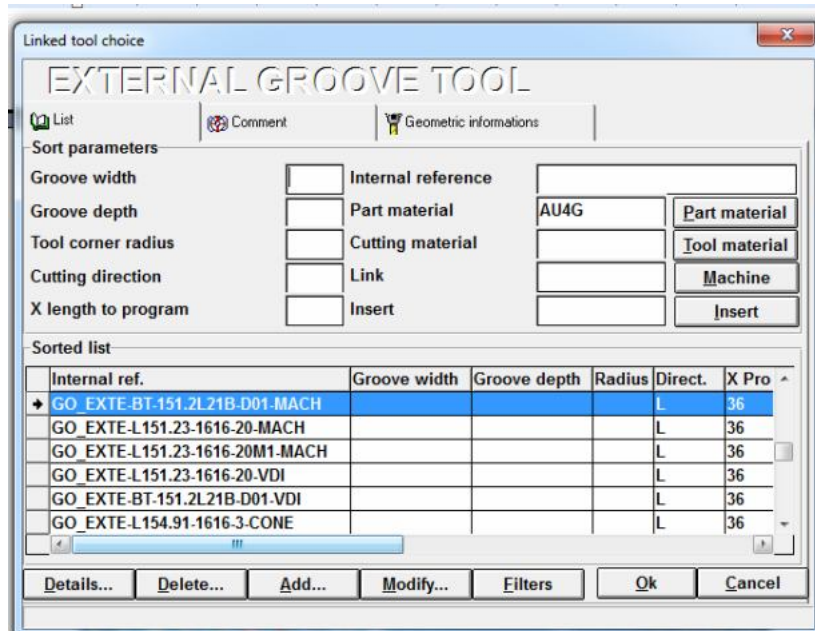 Linked tool choice
EXTERNAL GROOVE TOOL
List Comment Geometric informations
Sort parameters
Groove width Internal reference
Groove depth Part material AU4G Part material
Tool corner radius Cutting material Tool material
Cutting direction Link Machine
X length to program Insert Insert
Sorted list
Internal ref. Groove width Groove depth Radius Direct. X Pro
GO_EXTE-BT-151.2L21B-D01-MACH L 36
GO_EXTE-L151.23-1616-20-MACH L 36
GO_EXTE-L151.23-1616-20M1-MACH L 36
GO_EXTE-L151.23-1616-20-VDI L 36
GO_EXTE-BT-151.2L21B-D01-VDI L 36
GO_EXTE-L154.91-1616-3-CONE L 36
Details... Delete... Add... Modify... Filters Ok Cancel